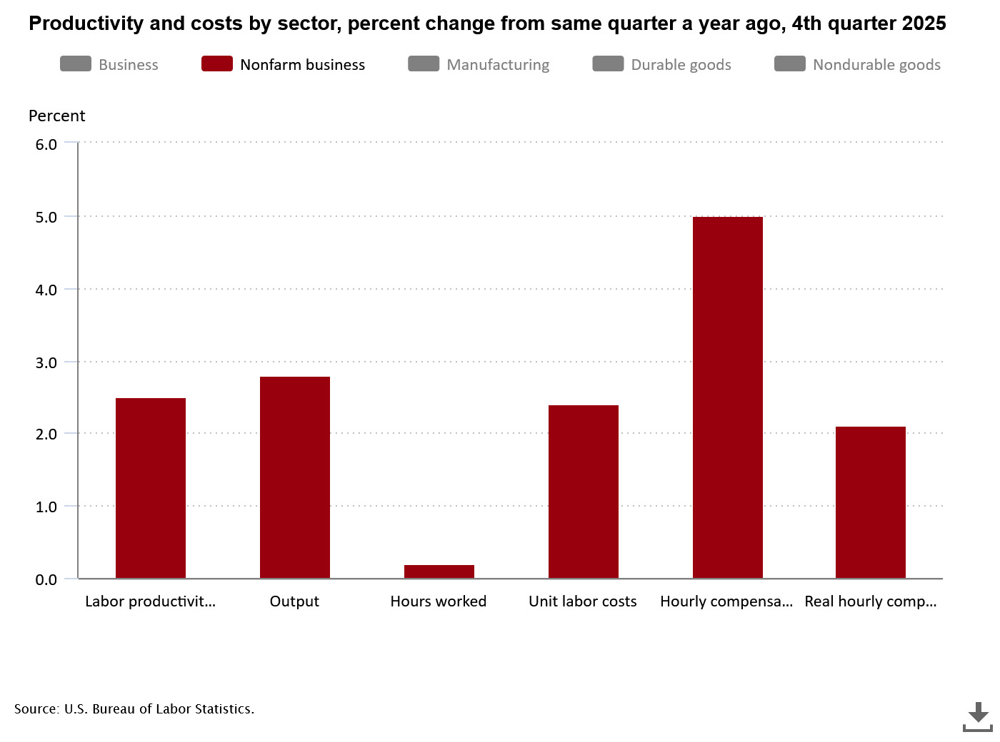 Productivity and costs by sector, percent change from same quarter a year ago, 4th quarter 2025
Business Nonfarm business Manufacturing Durable goods Nondurable goods
Percent
6.0
5.0
4.0
3.0
2.0
1.0
0.0
Labor productivit... Output Hours worked Unit labor costs Hourly compensa... Real hourly comp...
Source: U.S. Bureau of Labor Statistics.